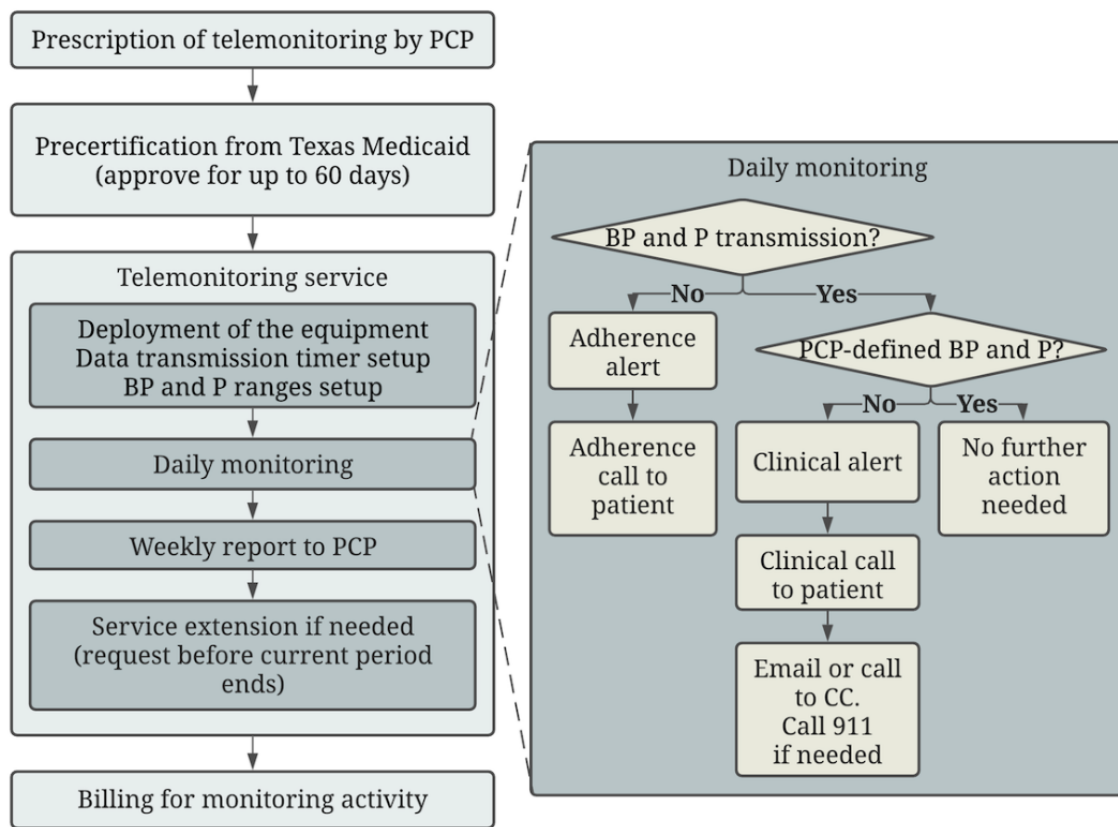 Prescription of telemonitoring by PCP
Precertification from Texas Medicaid
(approve for up to 60 days)
Telemonitoring service
Deployment of the equipment
Data transmission timer setup
BP and P ranges setup
Daily monitoring
Weekly report to PCP
Service extension if needed
(request before current period
ends)
Billing for monitoring activity
Daily monitoring
BP and P transmission?
No
Yes
Adherence
alert
Adherence
call to
patient
PCP-defined BP and P?
No
Yes
Clinical alert
No further
action
needed
Clinical call
to patient
Email or call
to CC.
Call 911
if needed